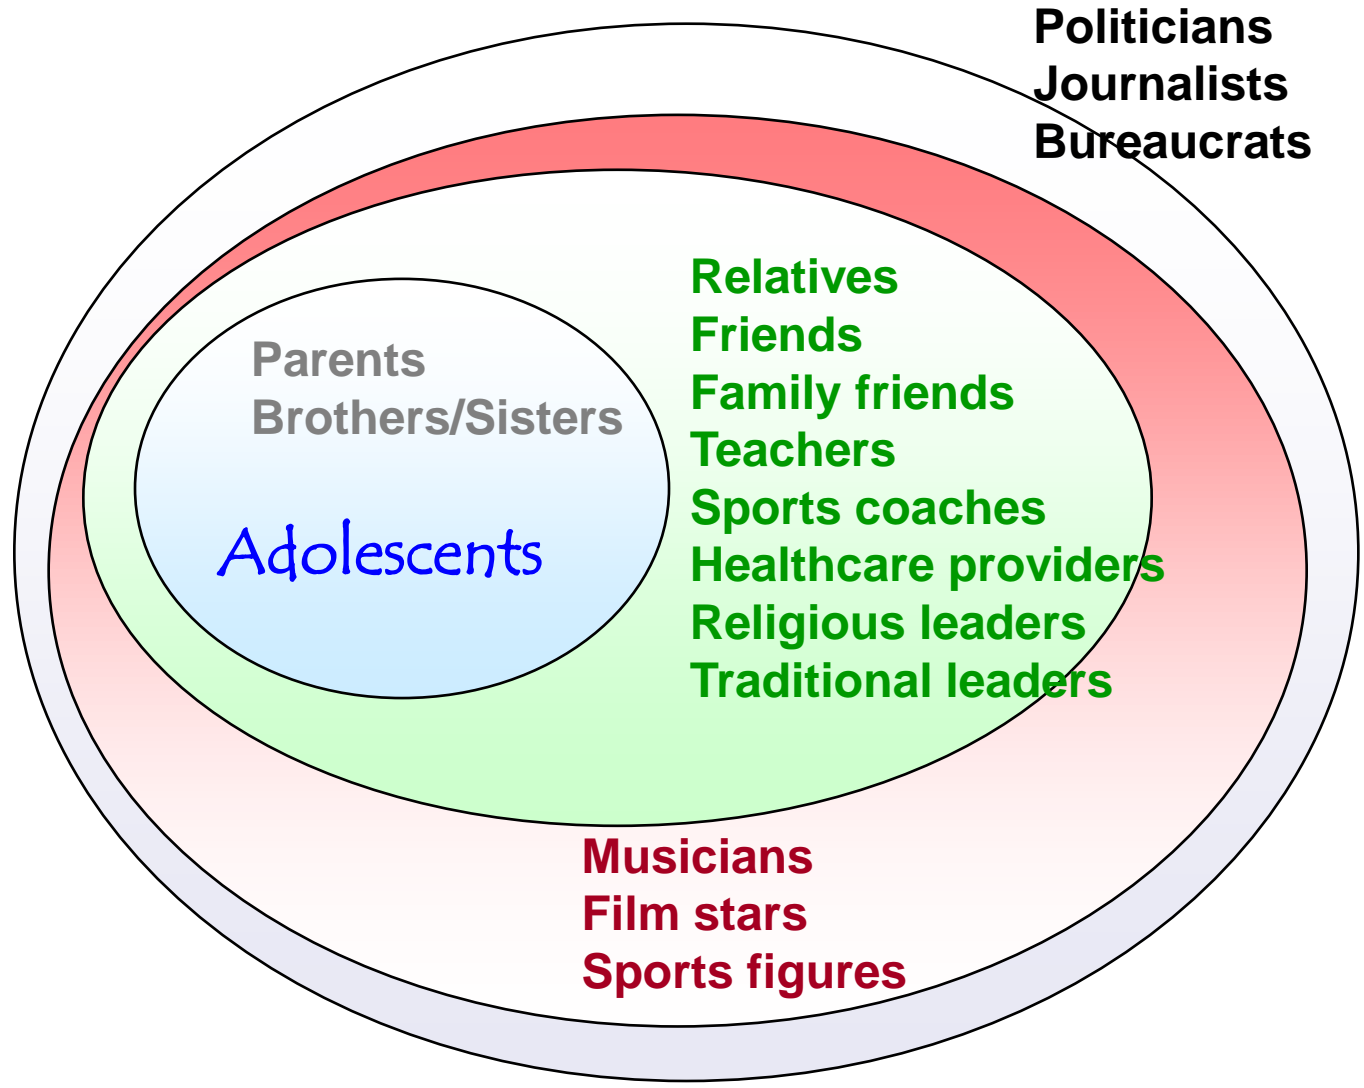 Politicians
Journalists
Bureaucrats
Relatives
Friends
Family friends
Teachers
Sports coaches
Healthcare providers
Religious leaders
Traditional leaders
Parents
Brothers/Sisters
Adolescents
Musicians
Film stars
Sports figures